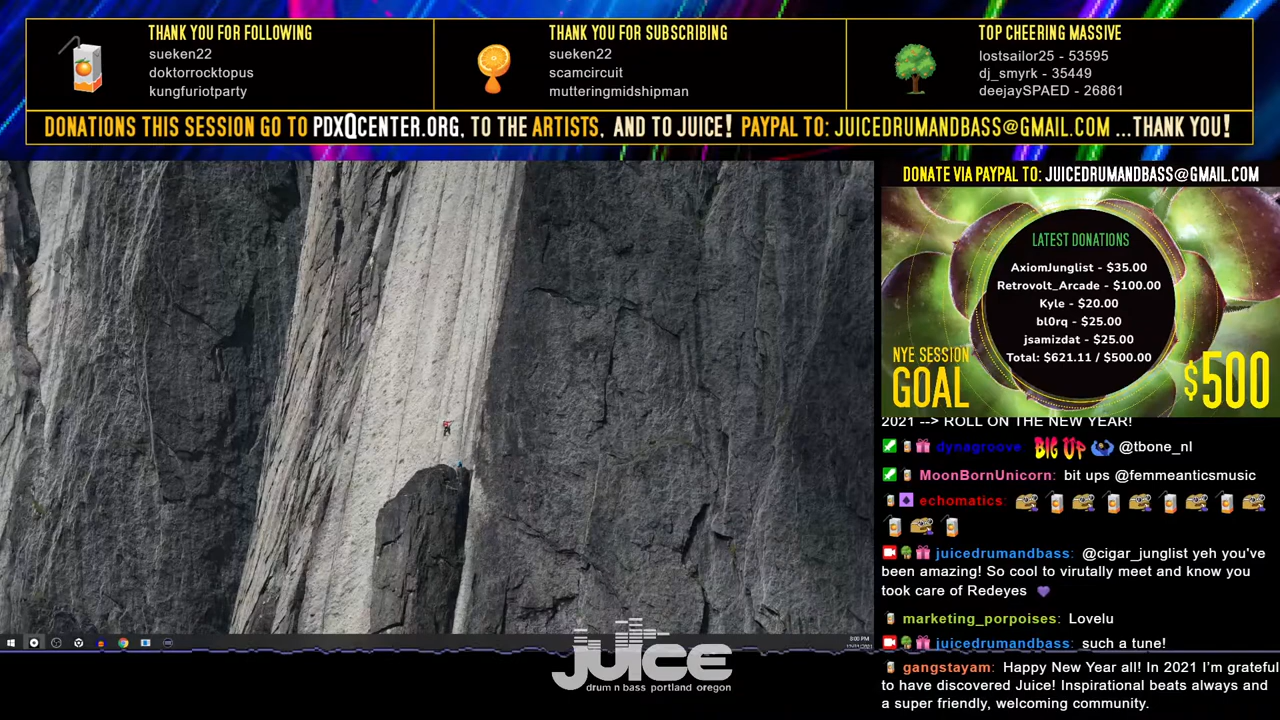 THANK YOU FOR FOLLOWING
sueken22
doktorrocktopus
kungfuriotparty
THANK YOU FOR SUBSCRIBING
sueken22
scamcircuit
mutteringmidshipman
TOP CHEERING MASSIVE
lostsailor25 - 53595
dj_smyrk - 35449
deejaySPAED - 26861
DONATIONS THIS SESSION GO TO PDXQCENTER.ORG, TO THE ARTISTS, AND TO JUICE! PAYPAL TO: JUICEDRUMANDBASS@GMAIL.COM ...THANK YOU!
DONATE VIA PAYPAL TO: JUICEDRUMANDBASS@GMAIL.COM
LATEST DONATIONS
AxiomJunglist - $35.00
Retrovolt_Arcade - $100.00
Kyle - $20.00
bl0rq - $25.00
jsamizdat - $25.00
Total: $621.11 / $500.00
NYE SESSION
GOAL
$500
2021 --> ROLL ON THE NEW YEAR!
dynagroove BIG UP @tbone_nl
MoonBornUnicorn: bit ups @femmeanticsmusic
echomatics:
juicedrumandbass: @cigar_junglist yeh you've
been amazing! So cool to virutally meet and know you
took care of Redeyes
marketing_porpoises: Lovelu
juicedrumandbass: such a tune!
gangstayam: Happy New Year all! In 2021 I'm grateful
to have discovered Juice! Inspirational beats always and
a super friendly, welcoming community.
JUICE
drum n bass portland oregon